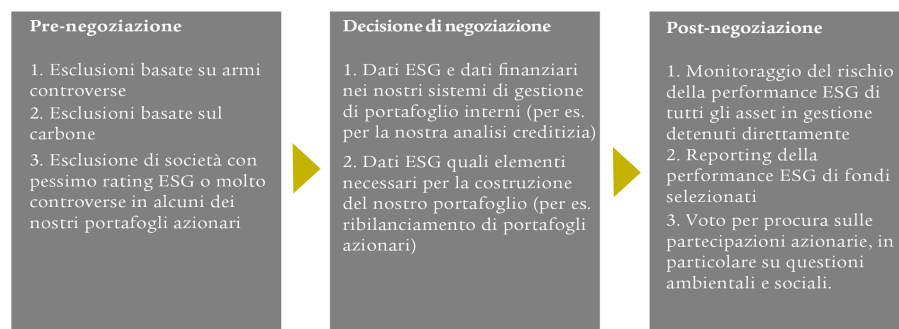 Pre-negoziazione
1. Esclusioni basate su armi
controverse
2. Esclusioni basate sul
carbone
3. Esclusione di società con
pessimo rating ESG o molto
controverse in alcuni dei
nostri portafogli azionari
Decisione di negoziazione
1. Dati ESG e dati finanziari
nei nostri sistemi di gestione
di portafoglio interni (per es.
per la nostra analisi creditizia)
2. Dati ESG quali elementi
necessari per la costruzione
del nostro portafoglio (per es.
ribilanciamento di portafogli
azionari)
Post-negoziazione
1. Monitoraggio del rischio
della performance ESG di
tutti gli asset in gestione
detenuti direttamente
2. Reporting della
performance ESG di fondi
selezionati
3. Voto per procura sulle
partecipazioni azionarie, in
particolare su questioni
ambientali e sociali.